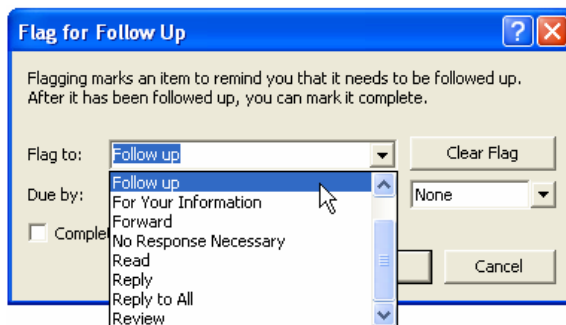 Flag for Follow Up
Flagging marks an item to remind you that it needs to be followed up.
After it has been followed up, you can mark it complete.
Flag to: Follow up Clear Flag
Due by: None
Follow up
For Your Information
Forward
No Response Necessary
Read
Reply
Reply to All
Review
Complet
Cancel